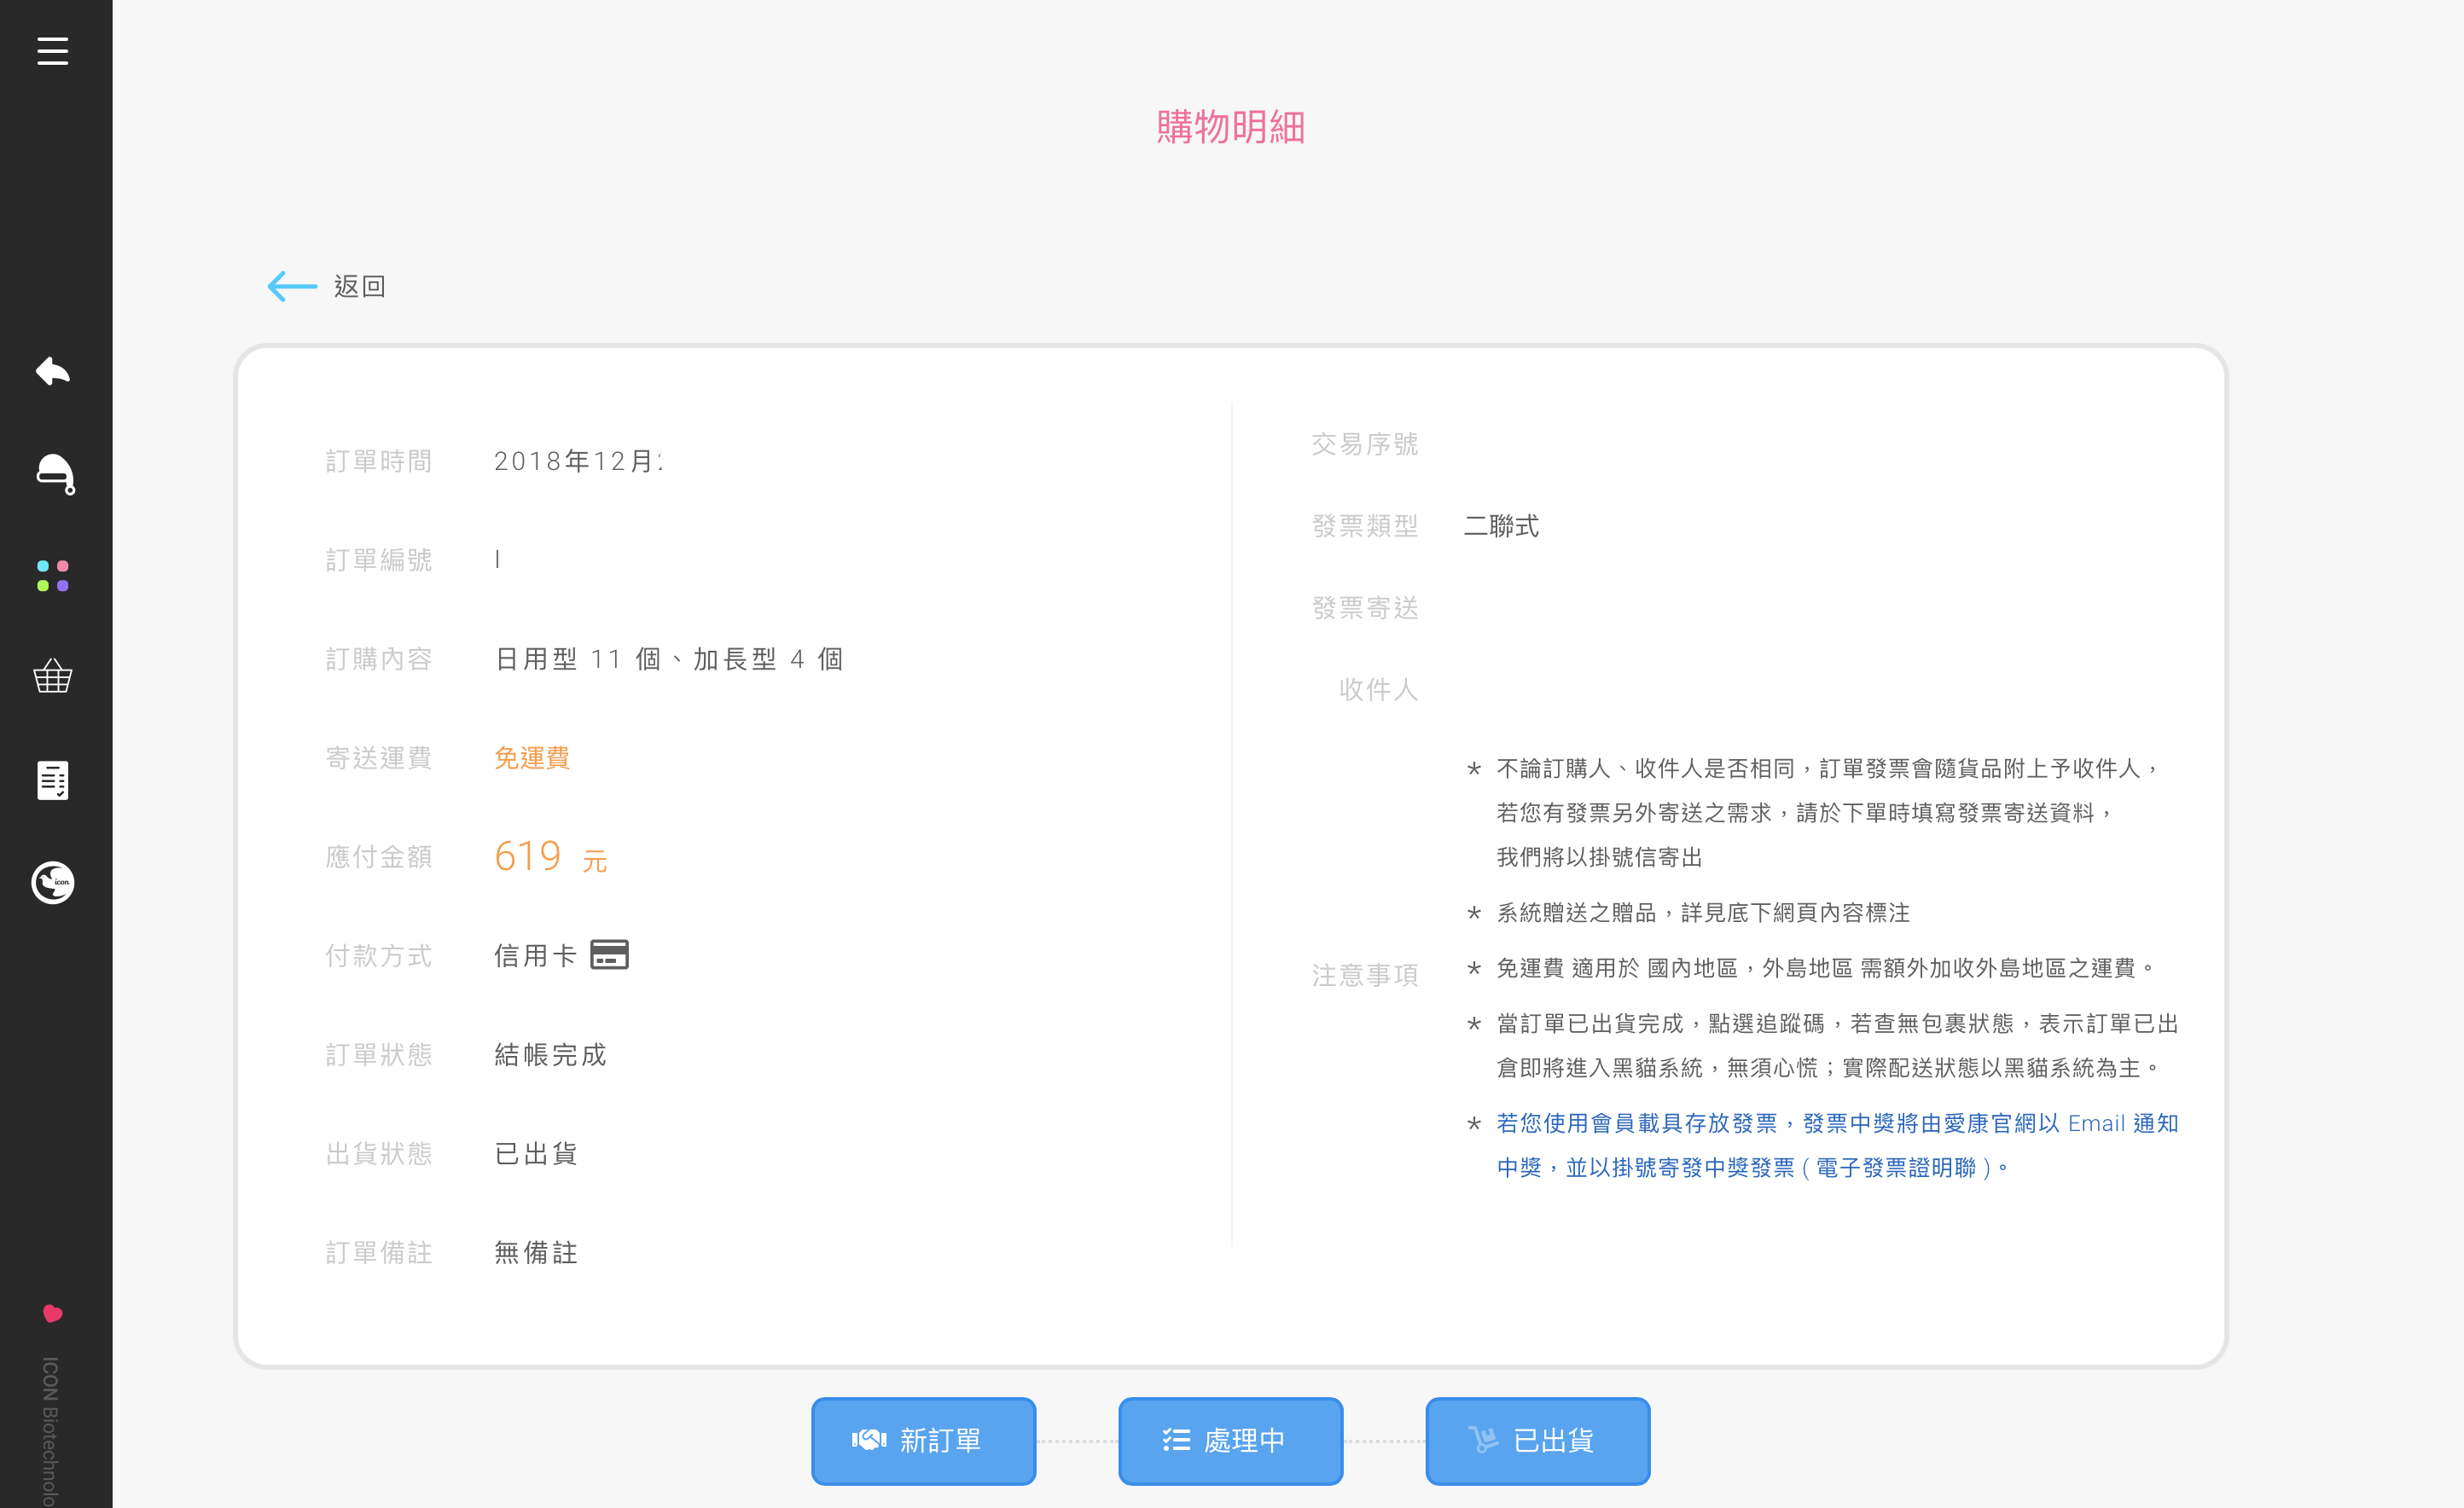 購物明細
返回
訂單時間 2018年12月
訂單編號
訂購內容 日用型 11 個、加長型 4 個
寄送運費 免運費
應付金額 619 元
付款方式 信用卡
訂單狀態 結帳完成
出貨狀態 已出貨
訂單備註 無備註
交易序號
發票類型 二聯式
發票寄送
收件人
注意事項
* 不論訂購人、收件人是否相同，訂單發票會隨貨品附上予收件人，
若您有發票另外寄送之需求，請於下單時填寫發票寄送資料，
我們將以掛號信寄出
* 系統贈送之贈品，詳見底下網頁內容標注
* 免運費 適用於 國內地區，外島地區 需額外加收外島地區之運費。
* 當訂單已出貨完成，點選追蹤碼，若查無包裹狀態，表示訂單已出
倉即將進入黑貓系統，無須心慌；實際配送狀態以黑貓系統為主。
* 若您使用會員載具存放發票，發票中獎將由愛康官網以 Email 通知
中獎，並以掛號寄發中獎發票 ( 電子發票證明聯 )。
新訂單
處理中
已出貨
icon
ICON Biotechnolo